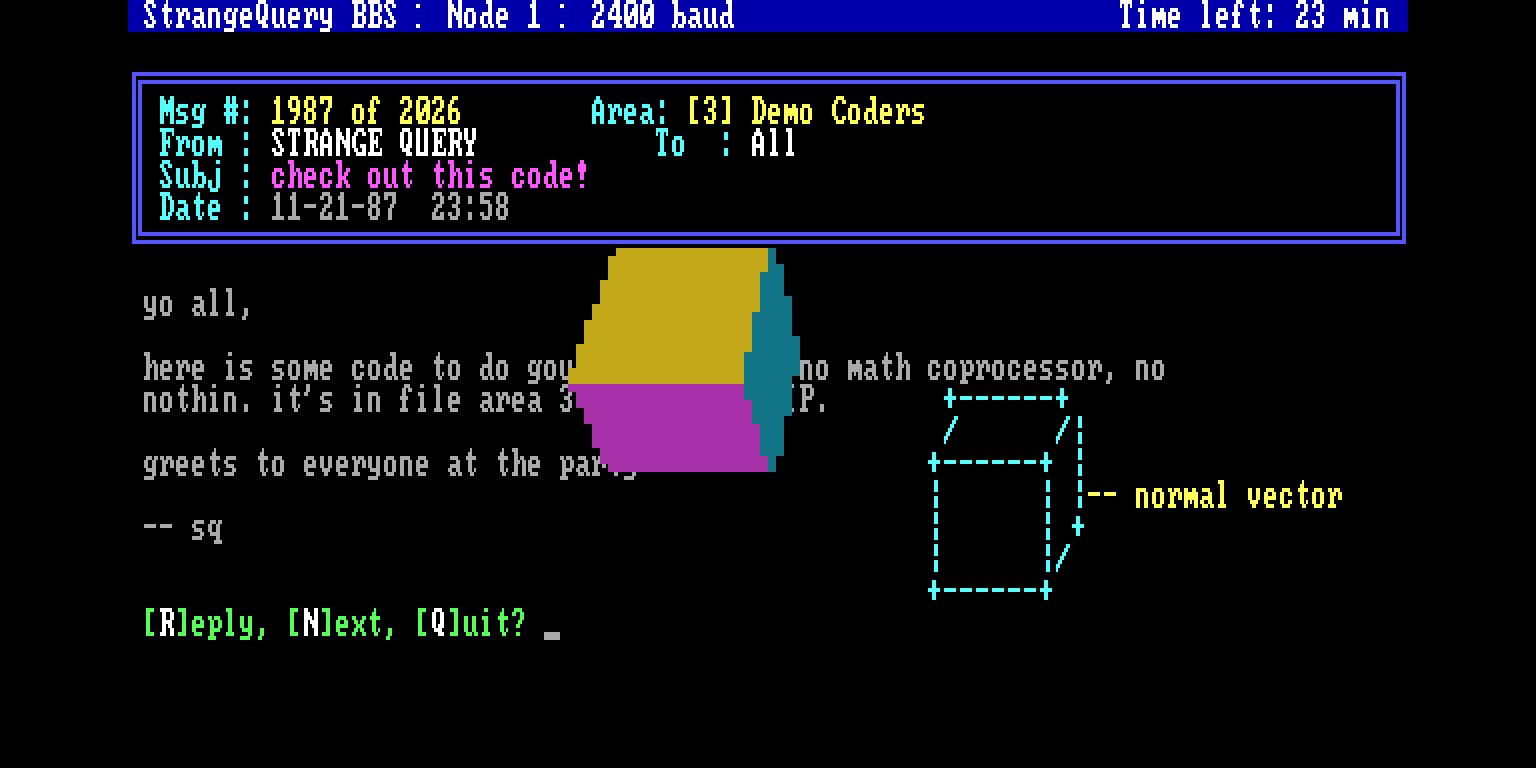 StrangeQuery BBS : Node 1 : 2400 baud Time left: 23 min
Msg #: 1987 of 2026 Area: [3] Demo Coders
From : STRANGE QUERY To : All
Subj : check out this code!
Date : 11-21-87 23:58
yo all,
here is some code to do no math coprocessor, no
nothin. it's in file area 3 P.
greets to everyone at the
-- normal vector
-- sq
[R]eply, [N]ext, [Q]uit? _